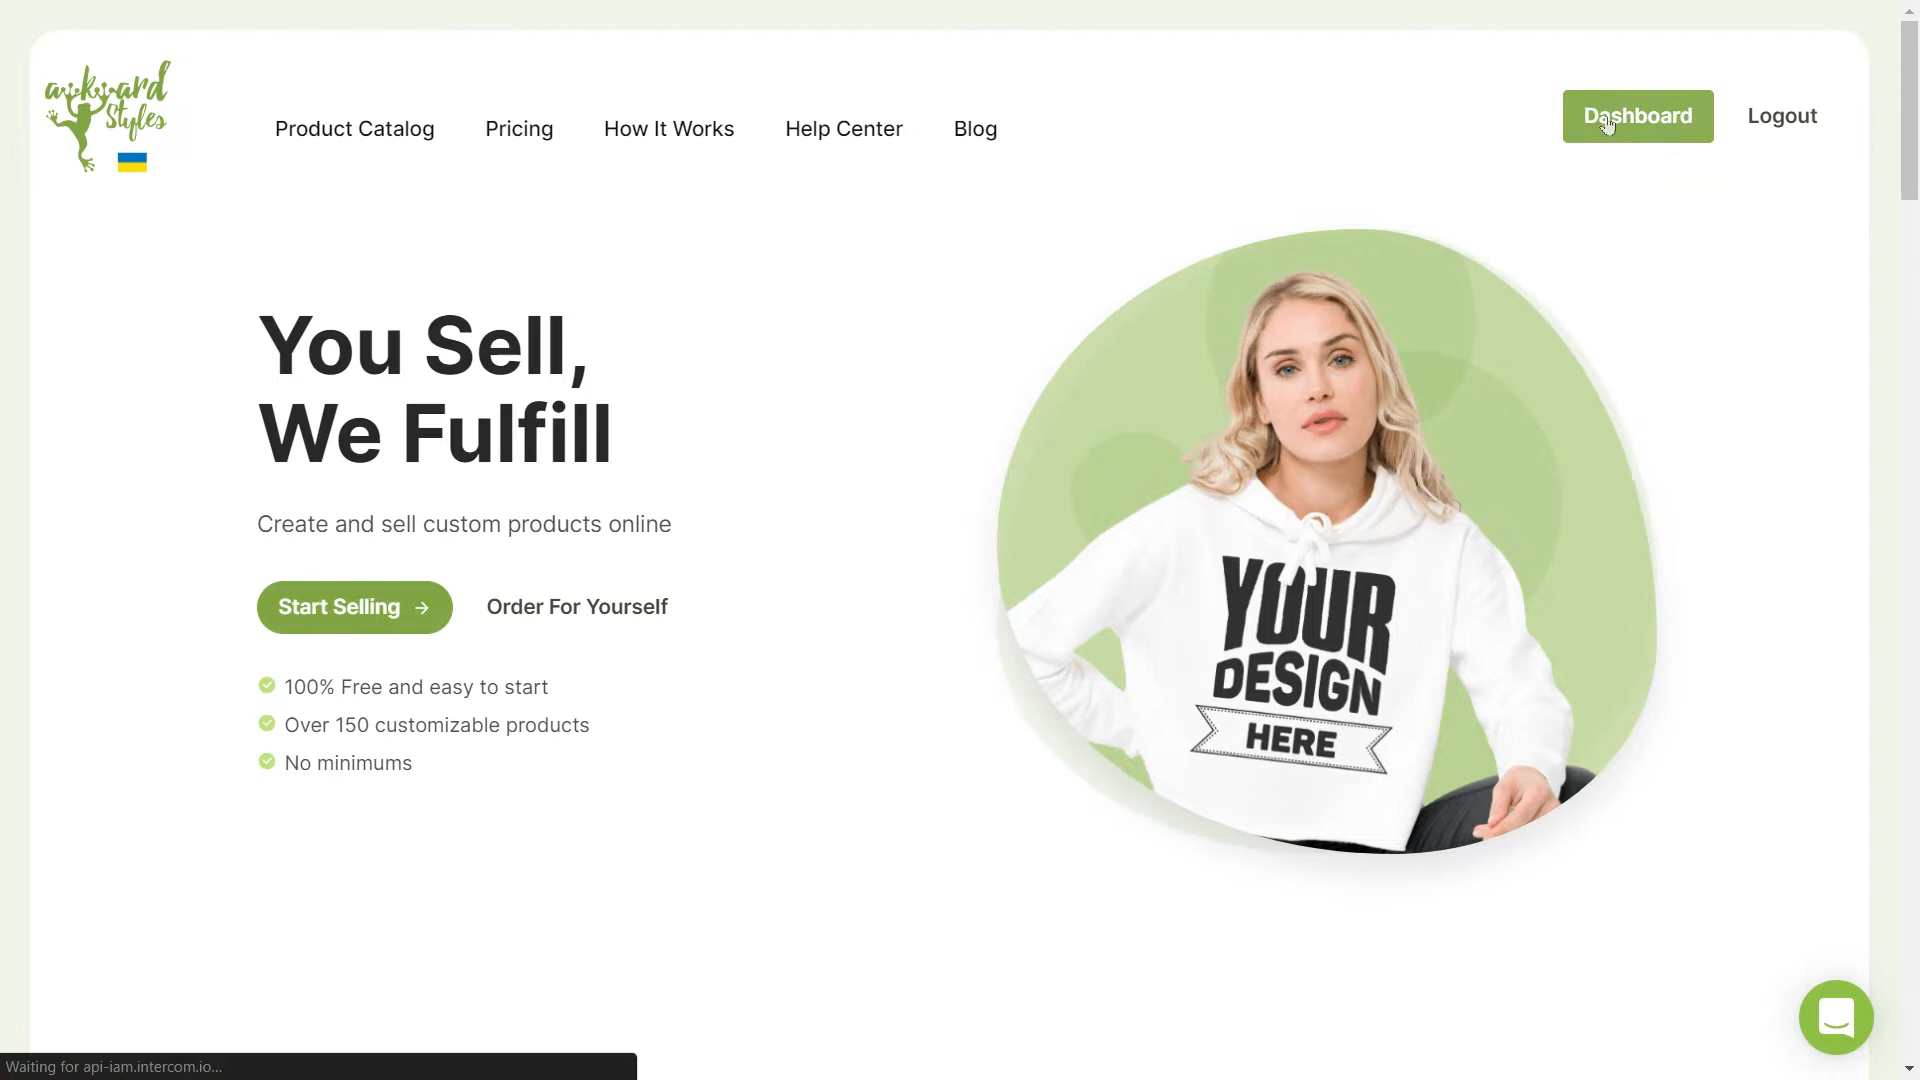 awkward
Styles
Product Catalog
Pricing
How It Works
Help Center
Blog
Dashboard
Logout
You Sell,
We Fulfill
Create and sell custom products online
Start Selling →
Order For Yourself
100% Free and easy to start
Over 150 customizable products
No minimums
YOUR
DESIGN
HERE
Waiting for api-iam.intercom.io...